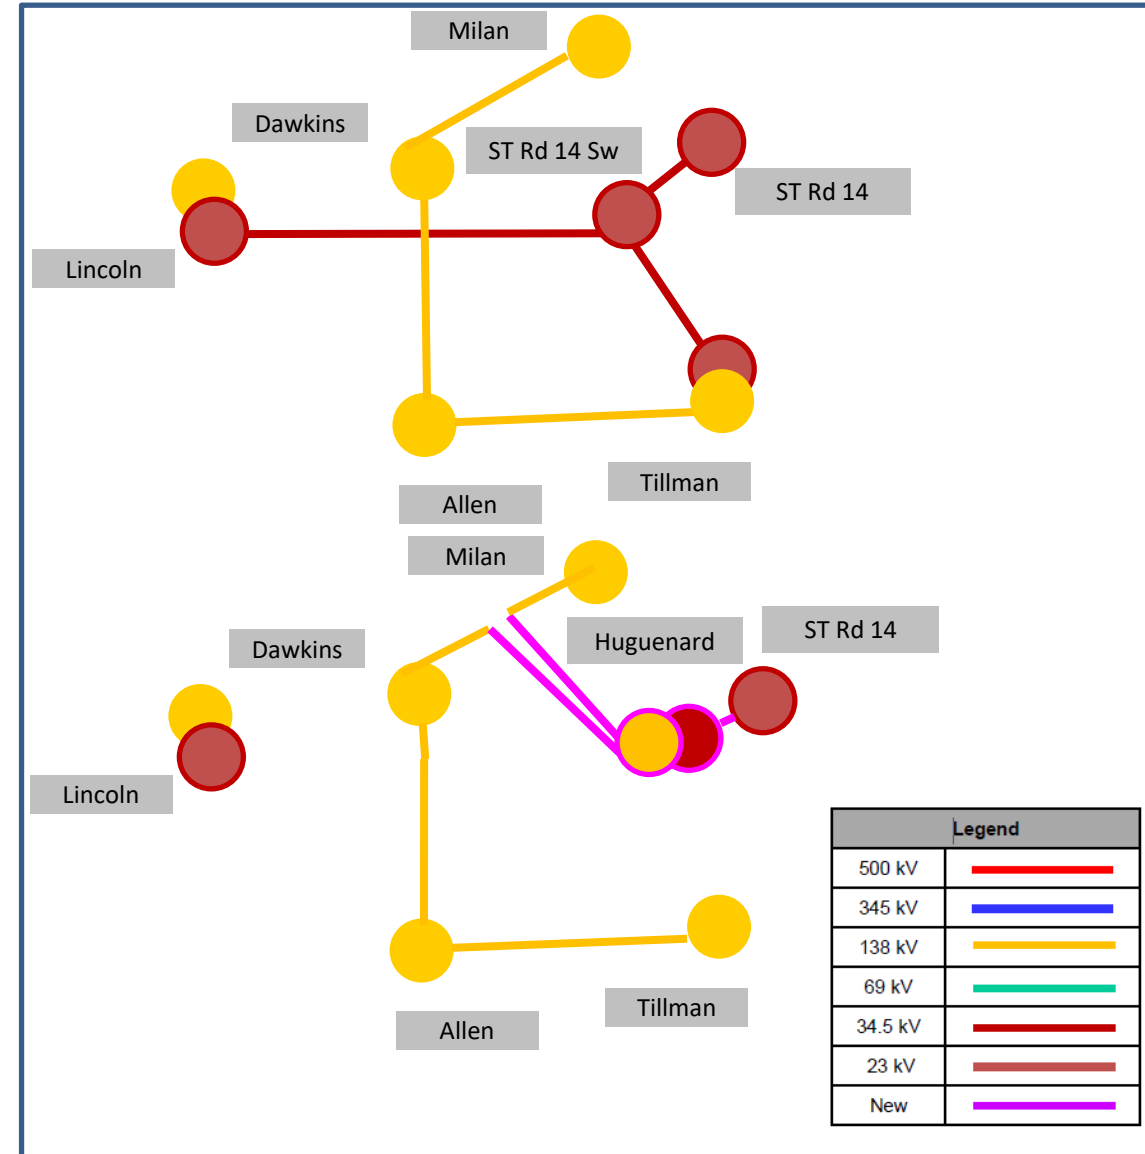 Milan
Dawkins
ST Rd 14 Sw
ST Rd 14
Lincoln
Tillman
Allen
Milan
Huguenard
ST Rd 14
Dawkins
Lincoln
Tillman
Allen
Legend
500 kV
345 kV
138 kV
69 kV
34.5 kV
23 kV
New